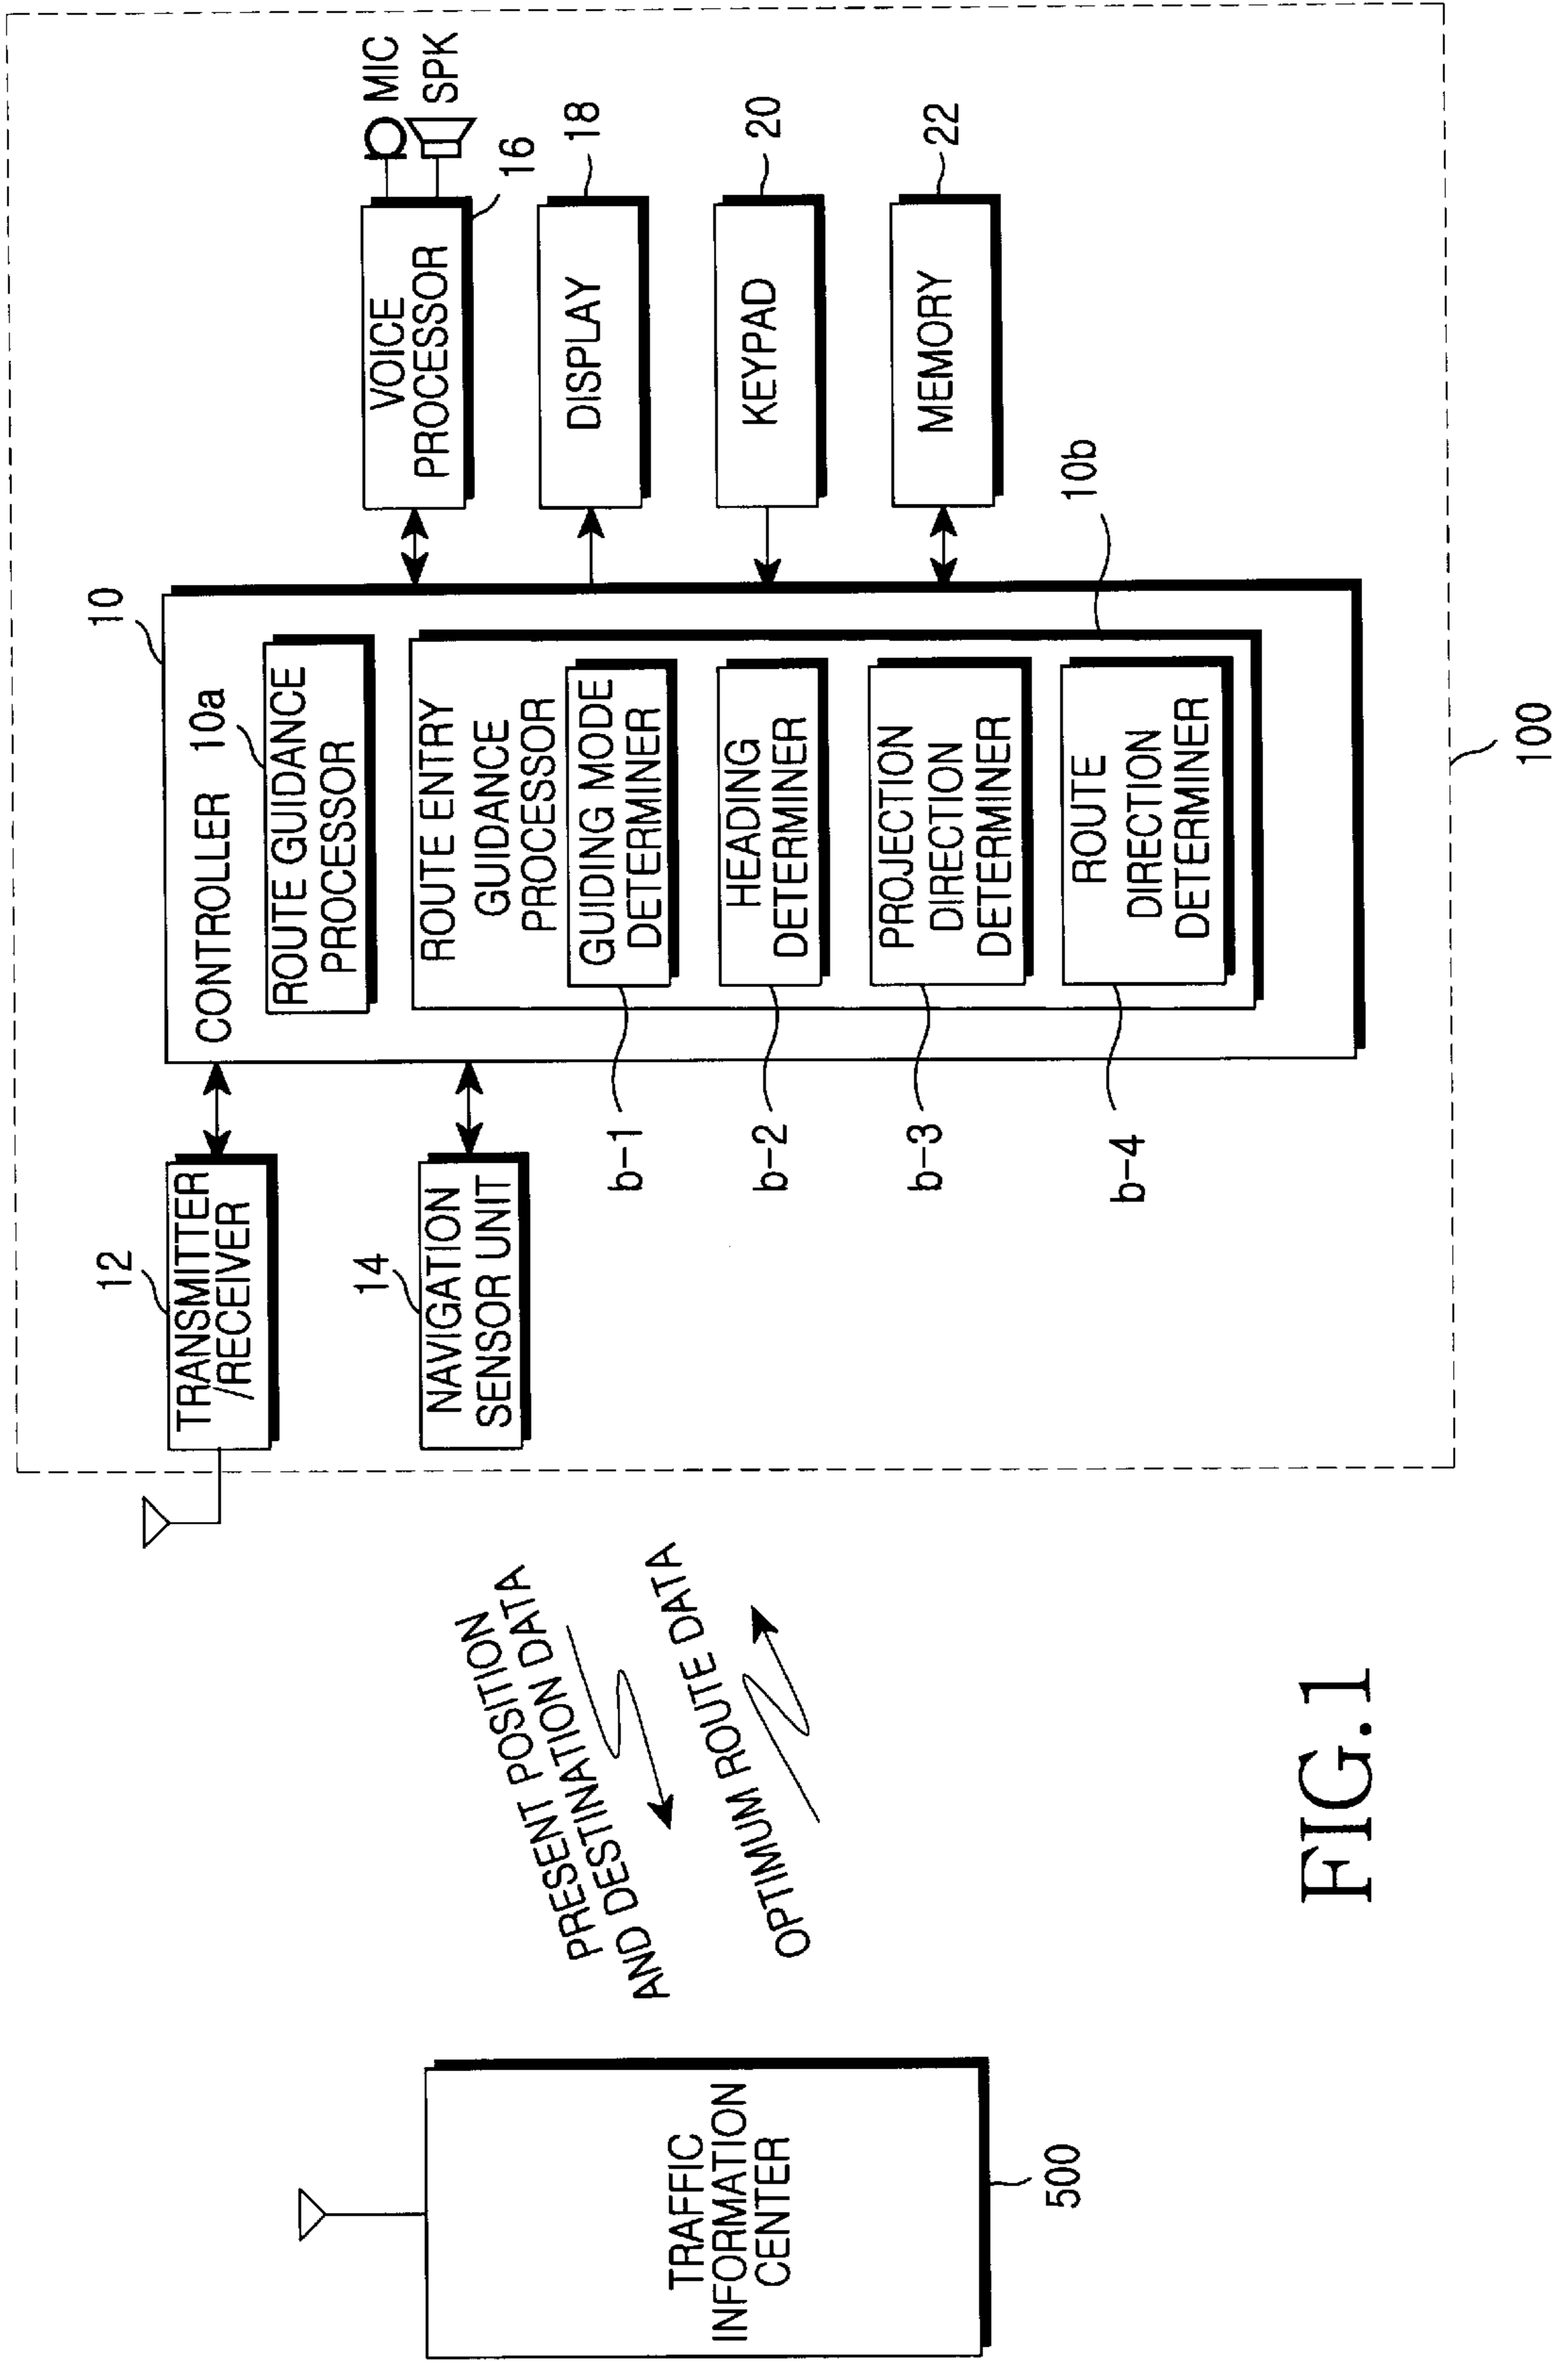 TRAFFIC
INFORMATION
CENTER
500
PRESENT POSITION
AND DESTINATION DATA
OPTIMUM ROUTE DATA
12
TRANSMITTER
/RECEIVER
14
NAVIGATION
SENSOR UNIT
10
CONTROLLER
10a
ROUTE GUIDANCE
PROCESSOR
ROUTE ENTRY
GUIDANCE
PROCESSOR
10b
GUIDING MODE
DETERMINER
b-1
HEADING
DETERMINER
b-2
PROJECTION
DIRECTION
DETERMINER
b-3
ROUTE
DIRECTION
DETERMINER
b-4
VOICE
PROCESSOR
MIC
SPK
16
DISPLAY
18
KEYPAD
20
MEMORY
22
100
FIG.1